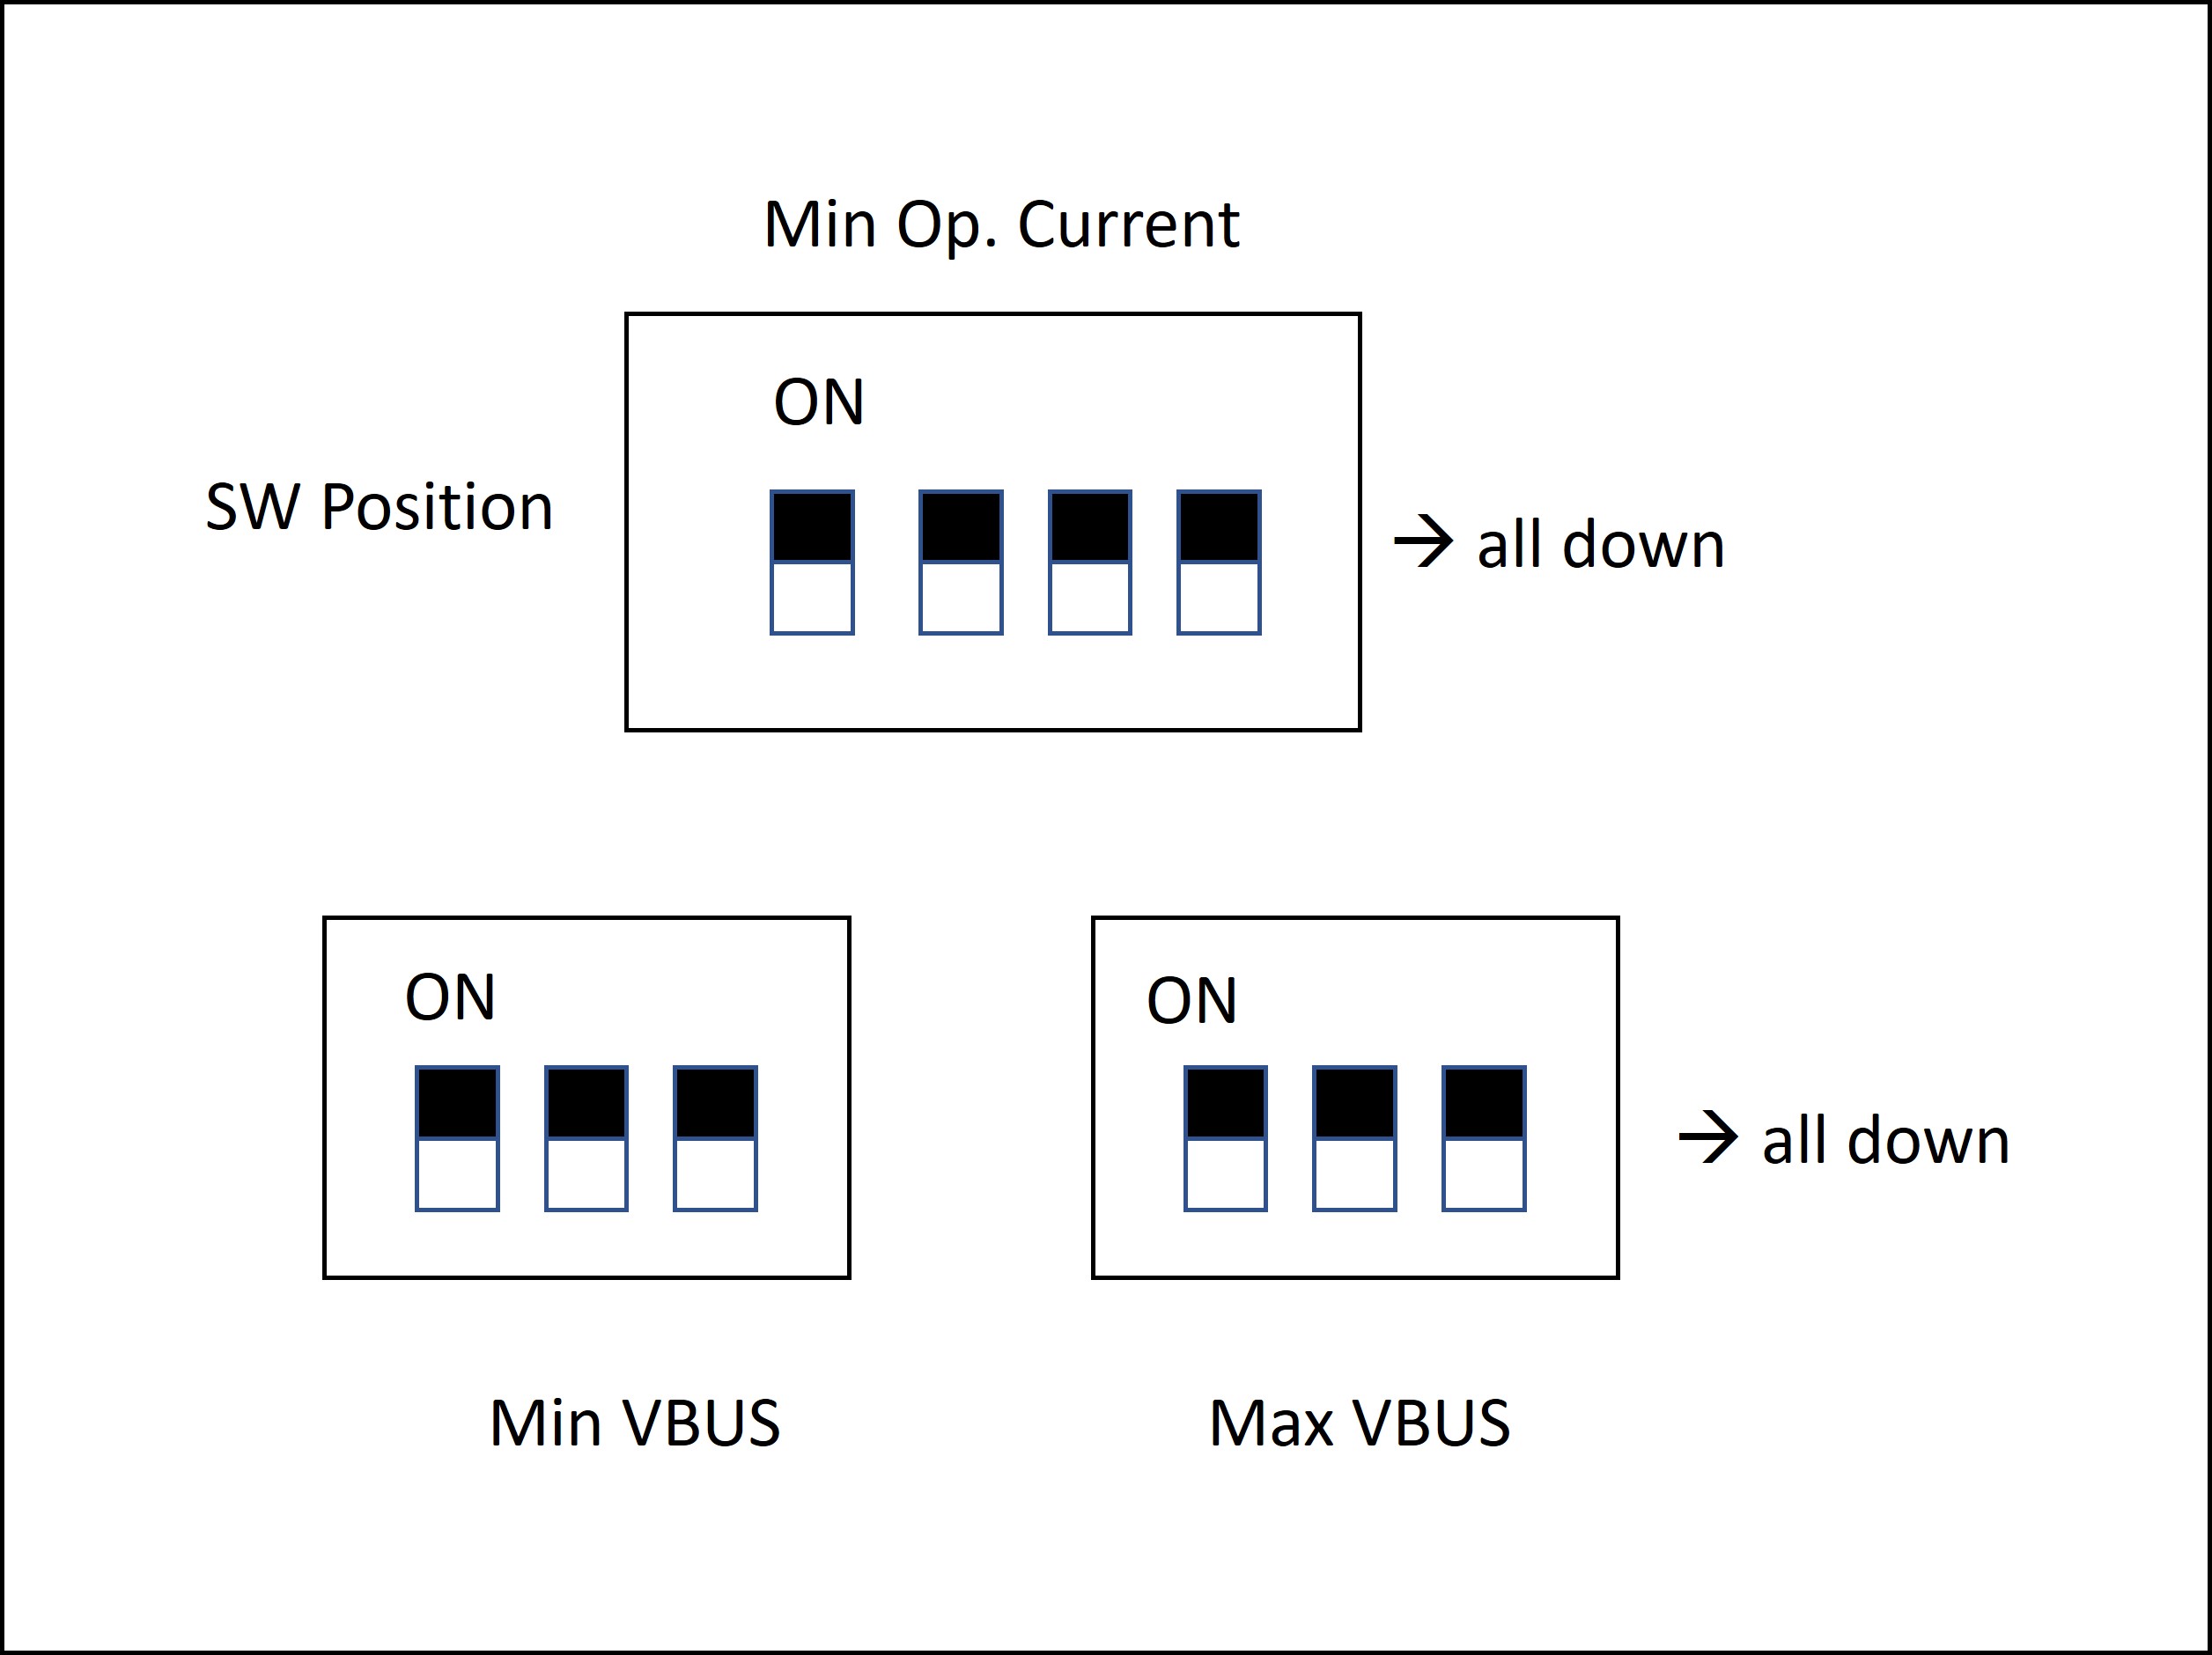 Min Op. Current
ON
SW Position
→ all down
ON
ON
→ all down
Min VBUS
Max VBUS